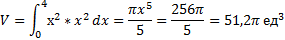 V = ∫₀⁴ x² * x² dx = πx⁵/5 = 256π/5 = 51,2π ед³